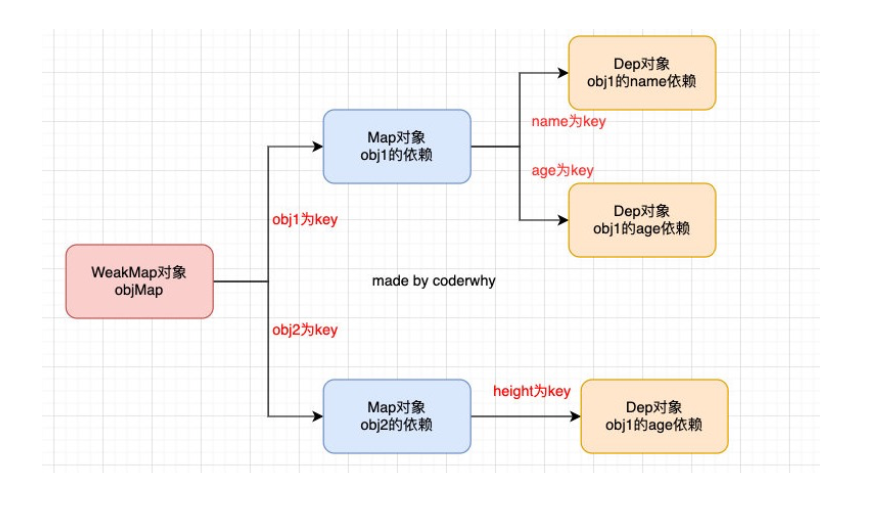 Dep对象
obj1的name依赖
name为key
Map对象
obj1的依赖
age为key
Dep对象
obj1的age依赖
obj1为key
WeakMap对象
objMap
made by coderwhy
obj2为key
height为key
Map对象
obj2的依赖
Dep对象
obj1的age依赖